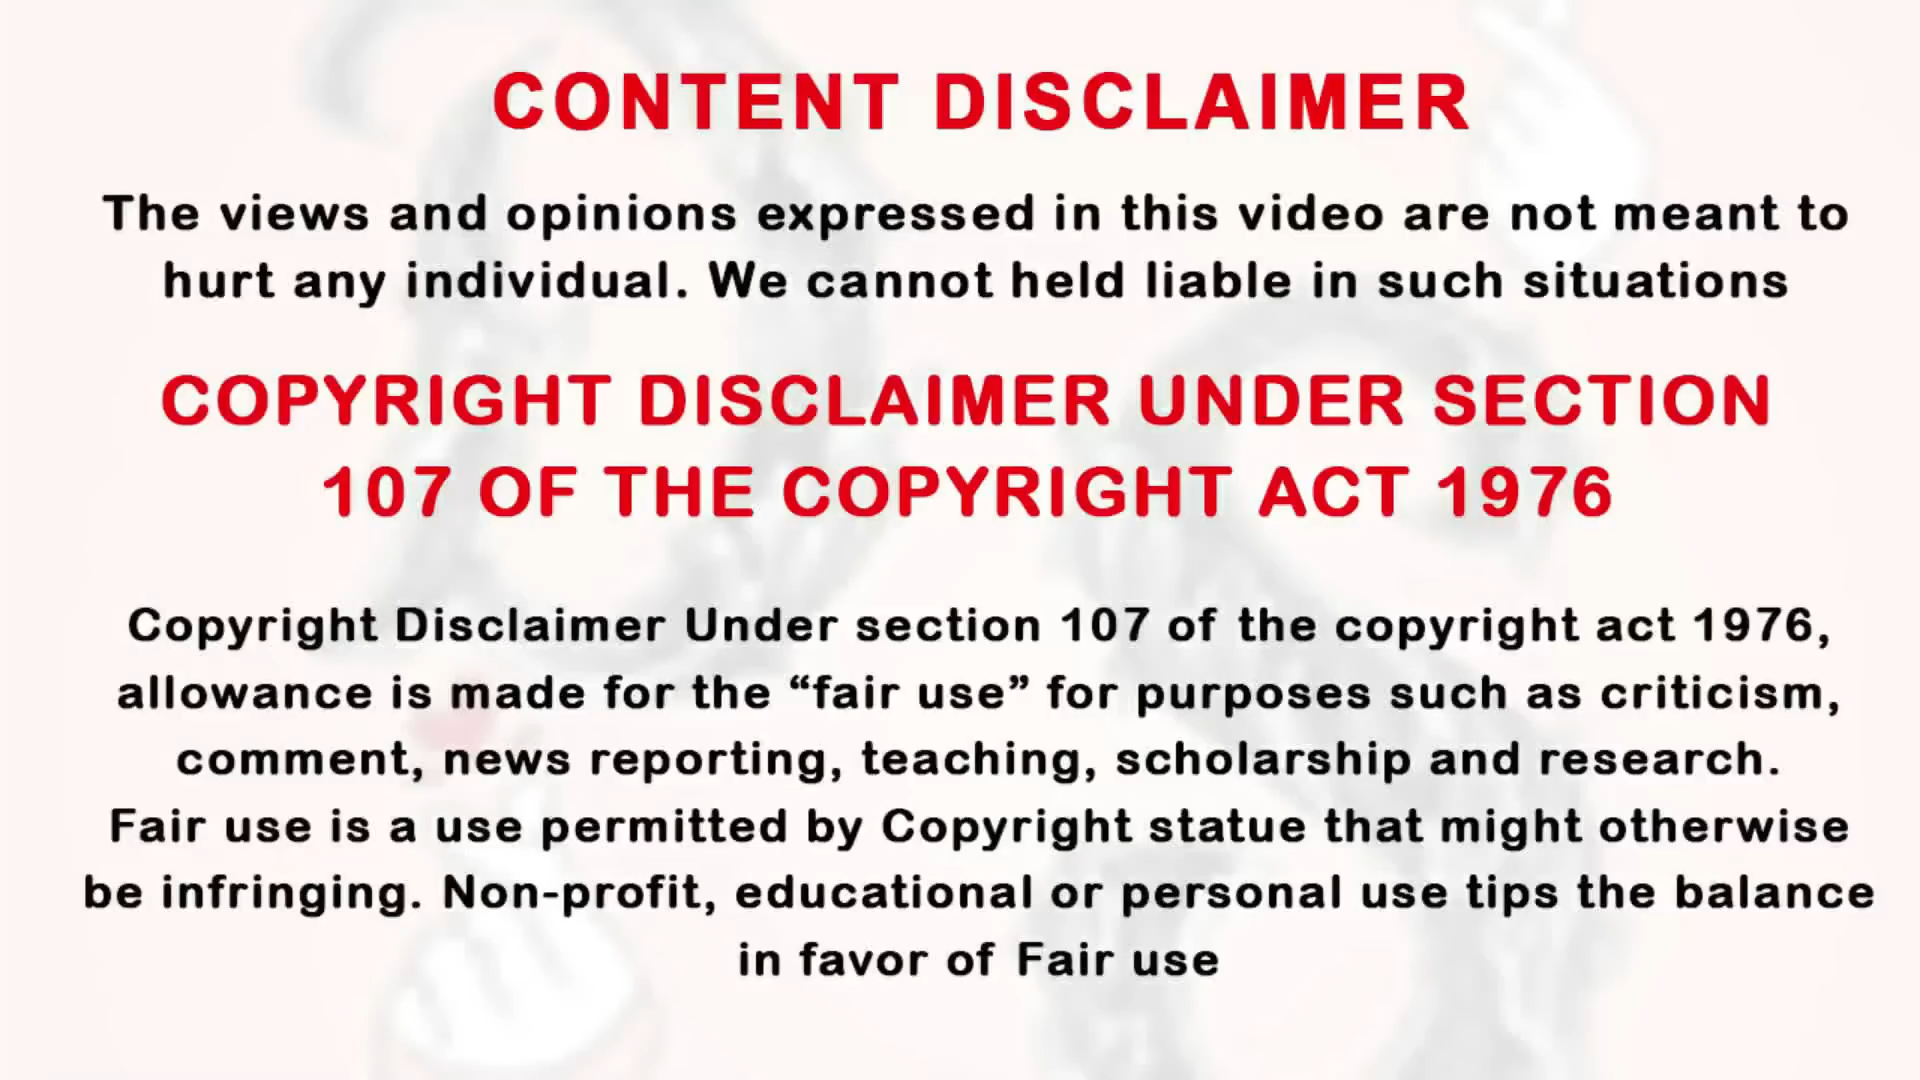 CONTENT DISCLAIMER
The views and opinions expressed in this video are not meant to
hurt any individual. We cannot held liable in such situations
COPYRIGHT DISCLAIMER UNDER SECTION
107 OF THE COPYRIGHT ACT 1976
Copyright Disclaimer Under section 107 of the copyright act 1976,
allowance is made for the “fair use” for purposes such as criticism,
comment, news reporting, teaching, scholarship and research.
Fair use is a use permitted by Copyright statue that might otherwise
be infringing. Non-profit, educational or personal use tips the balance
in favor of Fair use